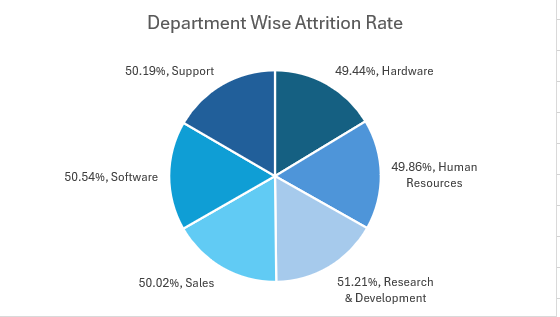 Department Wise Attrition Rate
50.19%, Support
49.44%, Hardware
49.86%, Human
Resources
50.54%, Software
50.02%, Sales
51.21%, Research
& Development